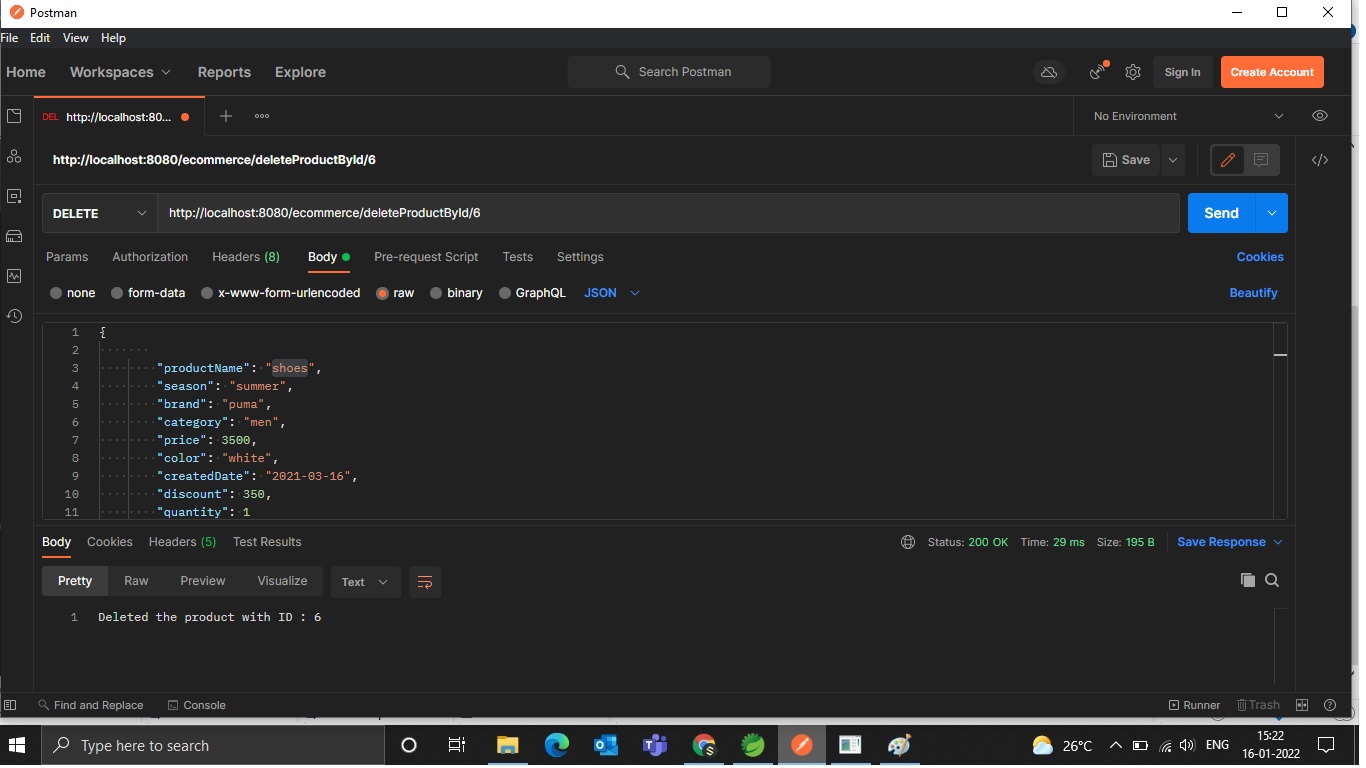 Postman
File Edit View Help
Home Workspaces Reports Explore Search Postman Sign In Create Account
DEL http://localhost:80... No Environment
http://localhost:8080/ecommerce/deleteProductById/6 Save
DELETE http://localhost:8080/ecommerce/deleteProductById/6 Send
Params Authorization Headers (8) Body Pre-request Script Tests Settings Cookies
none form-data x-www-form-urlencoded raw binary GraphQL JSON Beautify
1 {
2
3 "productName": "shoes",
4 "season": "summer",
5 "brand": "puma",
6 "category": "men",
7 "price": 3500,
8 "color": "white",
9 "createdDate": "2021-03-16",
10 "discount": 350,
11 "quantity": 1
Body Cookies Headers (5) Test Results Status: 200 OK Time: 29 ms Size: 195 B Save Response
Pretty Raw Preview Visualize Text
1 Deleted the product with ID : 6
Find and Replace Console Runner Trash
Type here to search 26°C ENG 15:22
16-01-2022